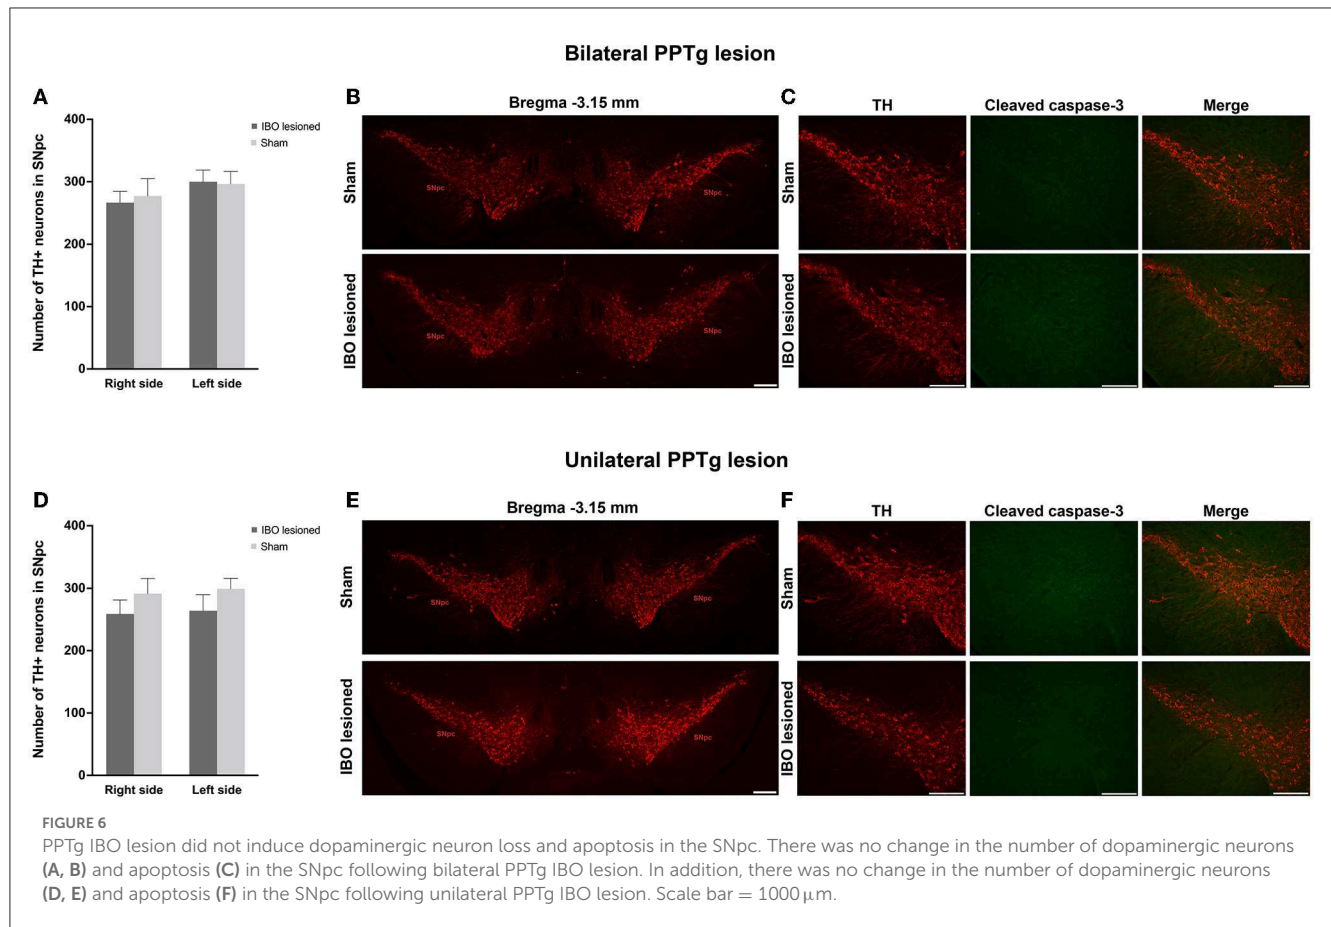 Bilateral PPTg lesion
A
400
300
200
100
0
Number of TH+ neurons in SNpc
IBO lesioned
Sham
Right side
Left side
B
Bregma -3.15 mm
Sham
SNpc
SNpc
IBO lesioned
SNpc
SNpc
C
TH
Cleaved caspase-3
Merge
Sham
IBO lesioned
Unilateral PPTg lesion
D
400
300
200
100
0
Number of TH+ neurons in SNpc
IBO lesioned
Sham
Right side
Left side
E
Bregma -3.15 mm
Sham
SNpc
SNpc
IBO lesioned
SNpc
SNpc
F
TH
Cleaved caspase-3
Merge
Sham
IBO lesioned
FIGURE 6
PPTg IBO lesion did not induce dopaminergic neuron loss and apoptosis in the SNpc. There was no change in the number of dopaminergic neurons
(A, B) and apoptosis (C) in the SNpc following bilateral PPTg IBO lesion. In addition, there was no change in the number of dopaminergic neurons
(D, E) and apoptosis (F) in the SNpc following unilateral PPTg IBO lesion. Scale bar = 1000 μm.